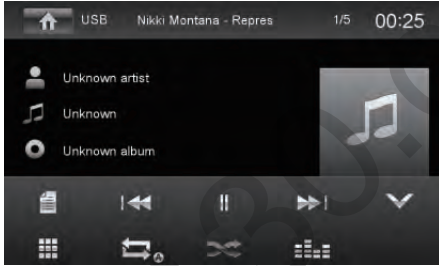 USB Nikki Montana - Repres 1/5 00:25
Unknown artist
Unknown
Unknown album